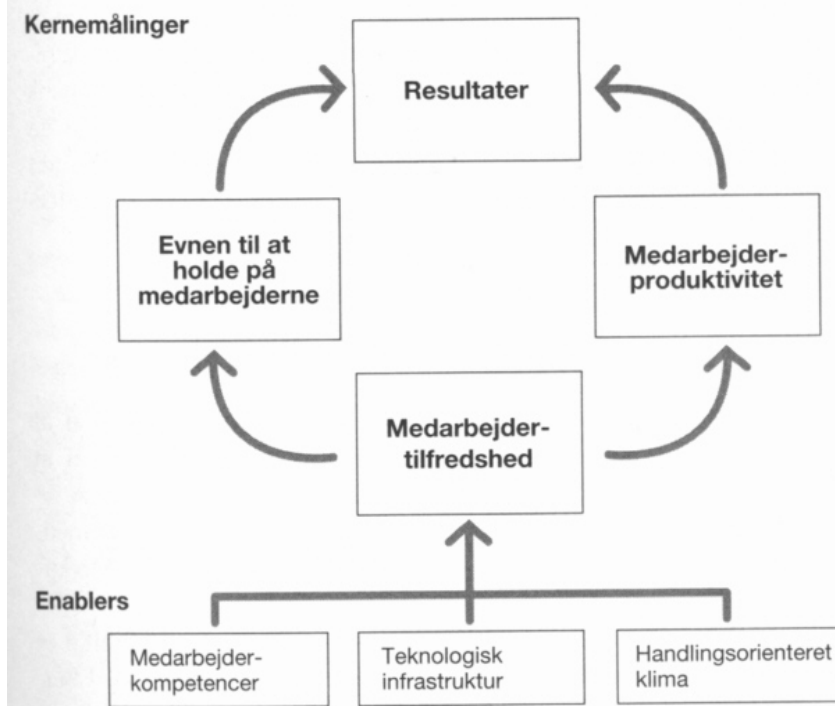 Kernemålinger
Resultater
Evnen til at
holde på
medarbejderne
Medarbejder-
produktivitet
Medarbejder-
tilfredshed
Enablers
Medarbejder-
kompetencer
Teknologisk
infrastruktur
Handlingsorienteret
klima